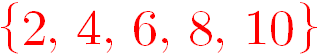 {2, 4, 6, 8, 10}